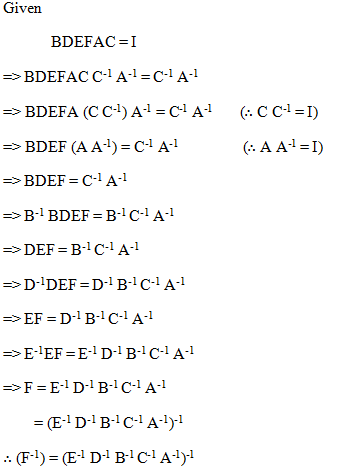 Given
BDEFAC = I
=> BDEFAC C⁻¹ A⁻¹ = C⁻¹ A⁻¹
=> BDEFA (C C⁻¹) A⁻¹ = C⁻¹ A⁻¹ (∴ C C⁻¹ = I)
=> BDEF (A A⁻¹) = C⁻¹ A⁻¹ (∴ A A⁻¹ = I)
=> BDEF = C⁻¹ A⁻¹
=> B⁻¹ BDEF = B⁻¹ C⁻¹ A⁻¹
=> DEF = B⁻¹ C⁻¹ A⁻¹
=> D⁻¹DEF = D⁻¹ B⁻¹ C⁻¹ A⁻¹
=> EF = D⁻¹ B⁻¹ C⁻¹ A⁻¹
=> E⁻¹EF = E⁻¹ D⁻¹ B⁻¹ C⁻¹ A⁻¹
=> F = E⁻¹ D⁻¹ B⁻¹ C⁻¹ A⁻¹
= (E⁻¹ D⁻¹ B⁻¹ C⁻¹ A⁻¹)⁻¹
∴ (F⁻¹) = (E⁻¹ D⁻¹ B⁻¹ C⁻¹ A⁻¹)⁻¹